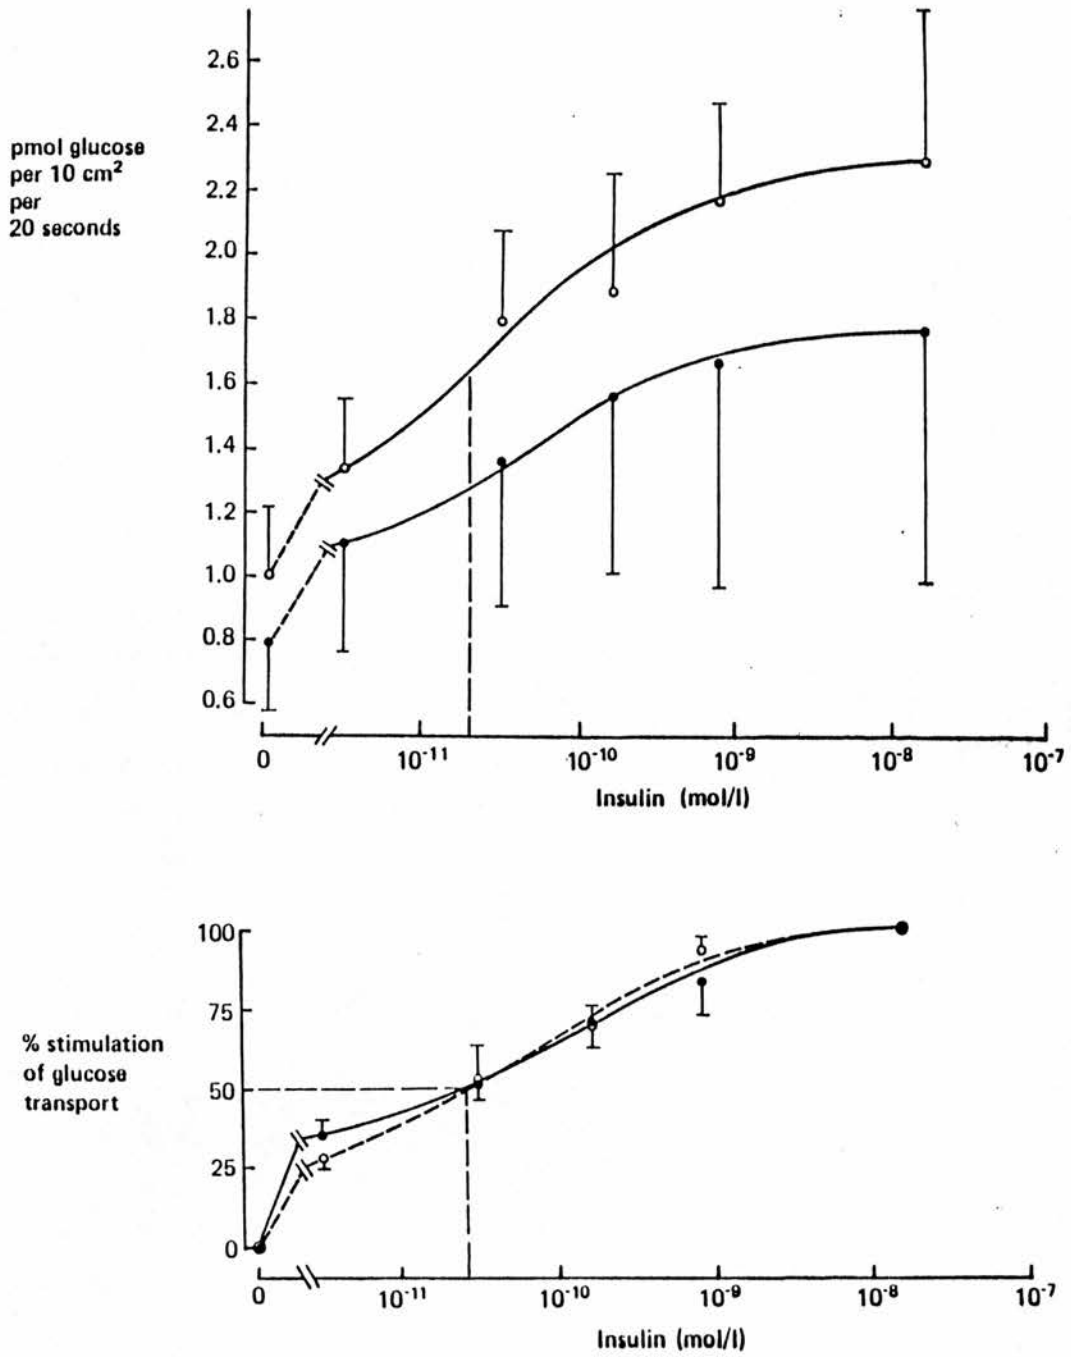 pmol glucose
per 10 cm²
per
20 seconds
2.6
2.4
2.2
2.0
1.8
1.6
1.4
1.2
1.0
0.8
0.6
0 10⁻¹¹ 10⁻¹⁰ 10⁻⁹ 10⁻⁸ 10⁻⁷
Insulin (mol/l)
% stimulation
of glucose
transport
100
75
50
25
0
0 10⁻¹¹ 10⁻¹⁰ 10⁻⁹ 10⁻⁸ 10⁻⁷
Insulin (mol/l)